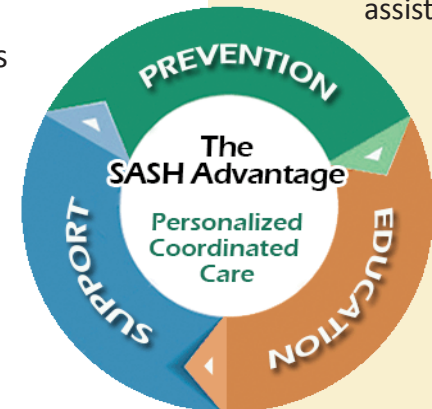 assist
s
PREVENTION
The
SASH Advantage
Personalized
Coordinated
Care
SUPPORT
EDUCATION